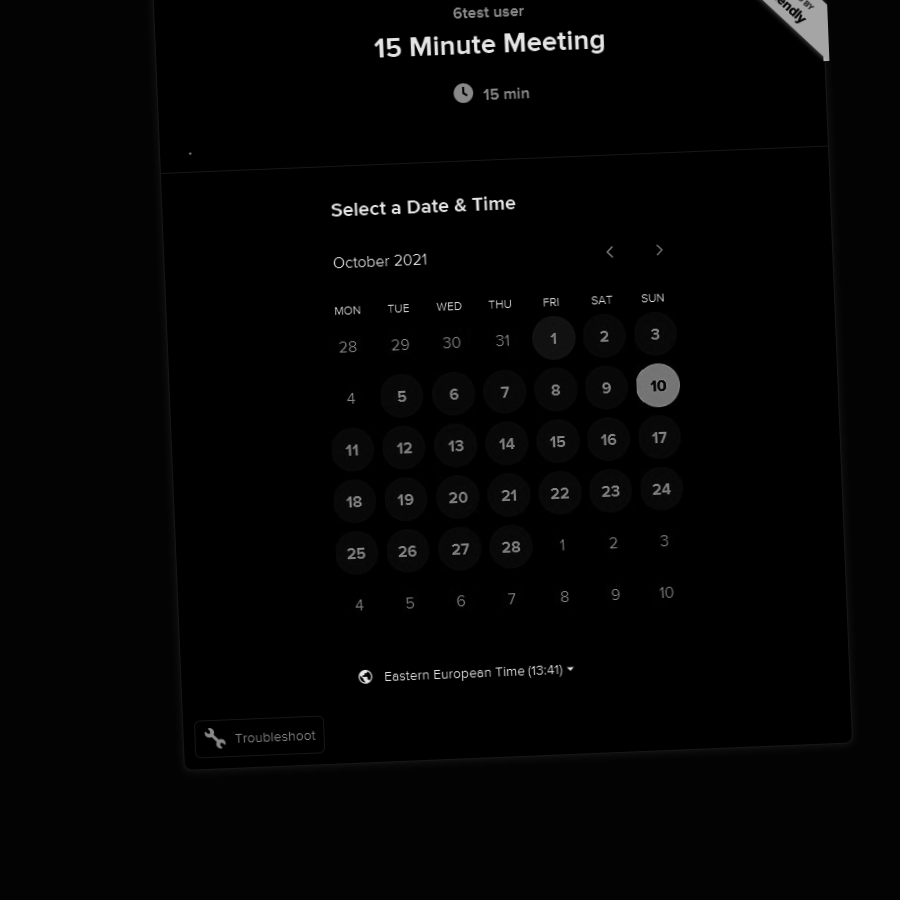 6test user
15 Minute Meeting
15 min
BY
endly
Select a Date & Time
October 2021
MON TUE WED THU FRI SAT SUN
28 29 30 31 1 2 3
4 5 6 7 8 9 10
11 12 13 14 15 16 17
18 19 20 21 22 23 24
25 26 27 28 1 2 3
4 5 6 7 8 9 10
Eastern European Time (13:41)
Troubleshoot